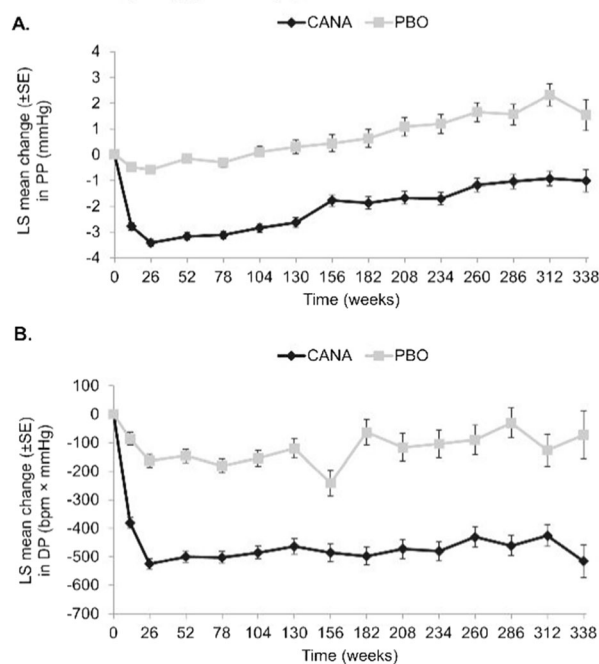 A.
CANA PBO
LS mean change (±SE)
in PP (mmHg)
4
3
2
1
0
-1
-2
-3
-4
0 26 52 78 104 130 156 182 208 234 260 286 312 338
Time (weeks)
B.
CANA PBO
LS mean change (±SE)
in DP (bpm × mmHg)
100
0
-100
-200
-300
-400
-500
-600
-700
0 26 52 78 104 130 156 182 208 234 260 286 312 338
Time (weeks)